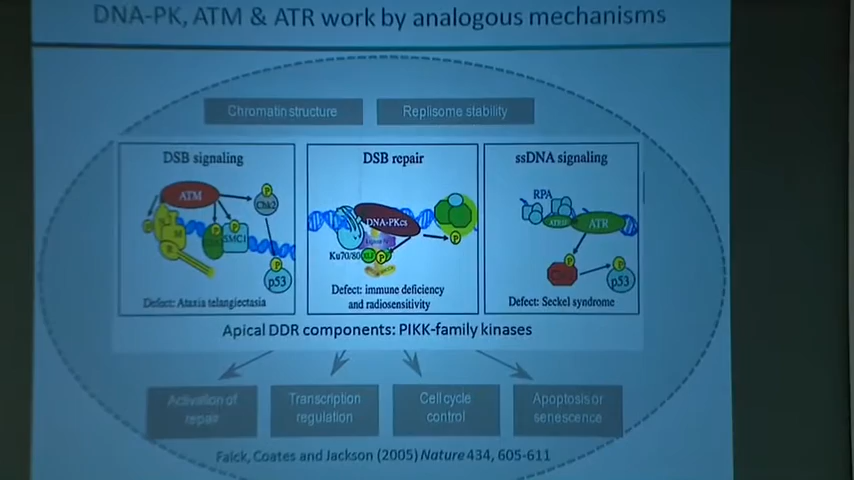 DNA-PK, ATM & ATR work by analogous mechanisms
Chromatin structure
Replisome stability
DSB signaling
ATM
P
Chk2
P
P
P
M
SMC1
P
p53
Defect: Ataxia telangiectasia
DSB repair
DNA-PKcs
Ku70/80
P
P
Defect: immune deficiency
and radiosensitivity
ssDNA signaling
RPA
ATR
P
P
p53
Defect: Seckel syndrome
Apical DDR components: PIKK-family kinases
Activation of
repair
Transcription
regulation
Cell cycle
control
Apoptosis or
senescence
Falck, Coates and Jackson (2005) Nature 434, 605-611